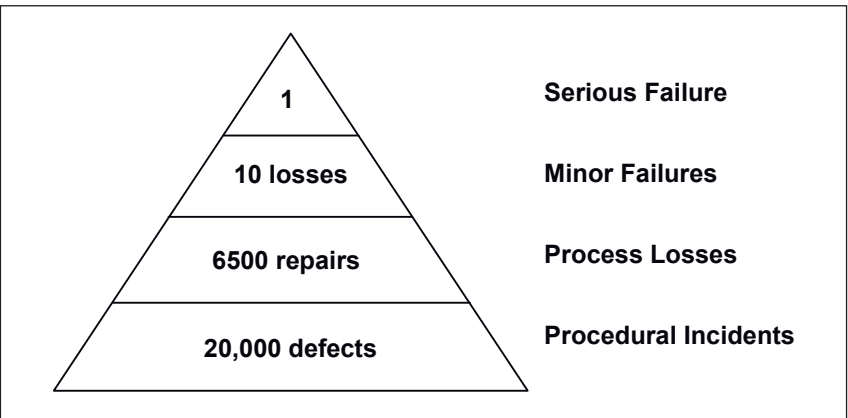 1 Serious Failure
10 losses Minor Failures
6500 repairs Process Losses
20,000 defects Procedural Incidents